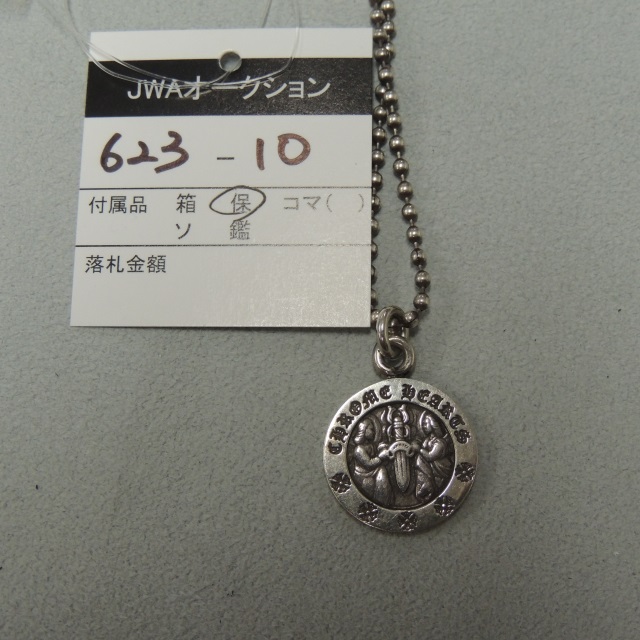 JWAオークション
623-10
付属品 箱 保 コマ( )
ソ 鑑
落札金額
CHROME HEARTS